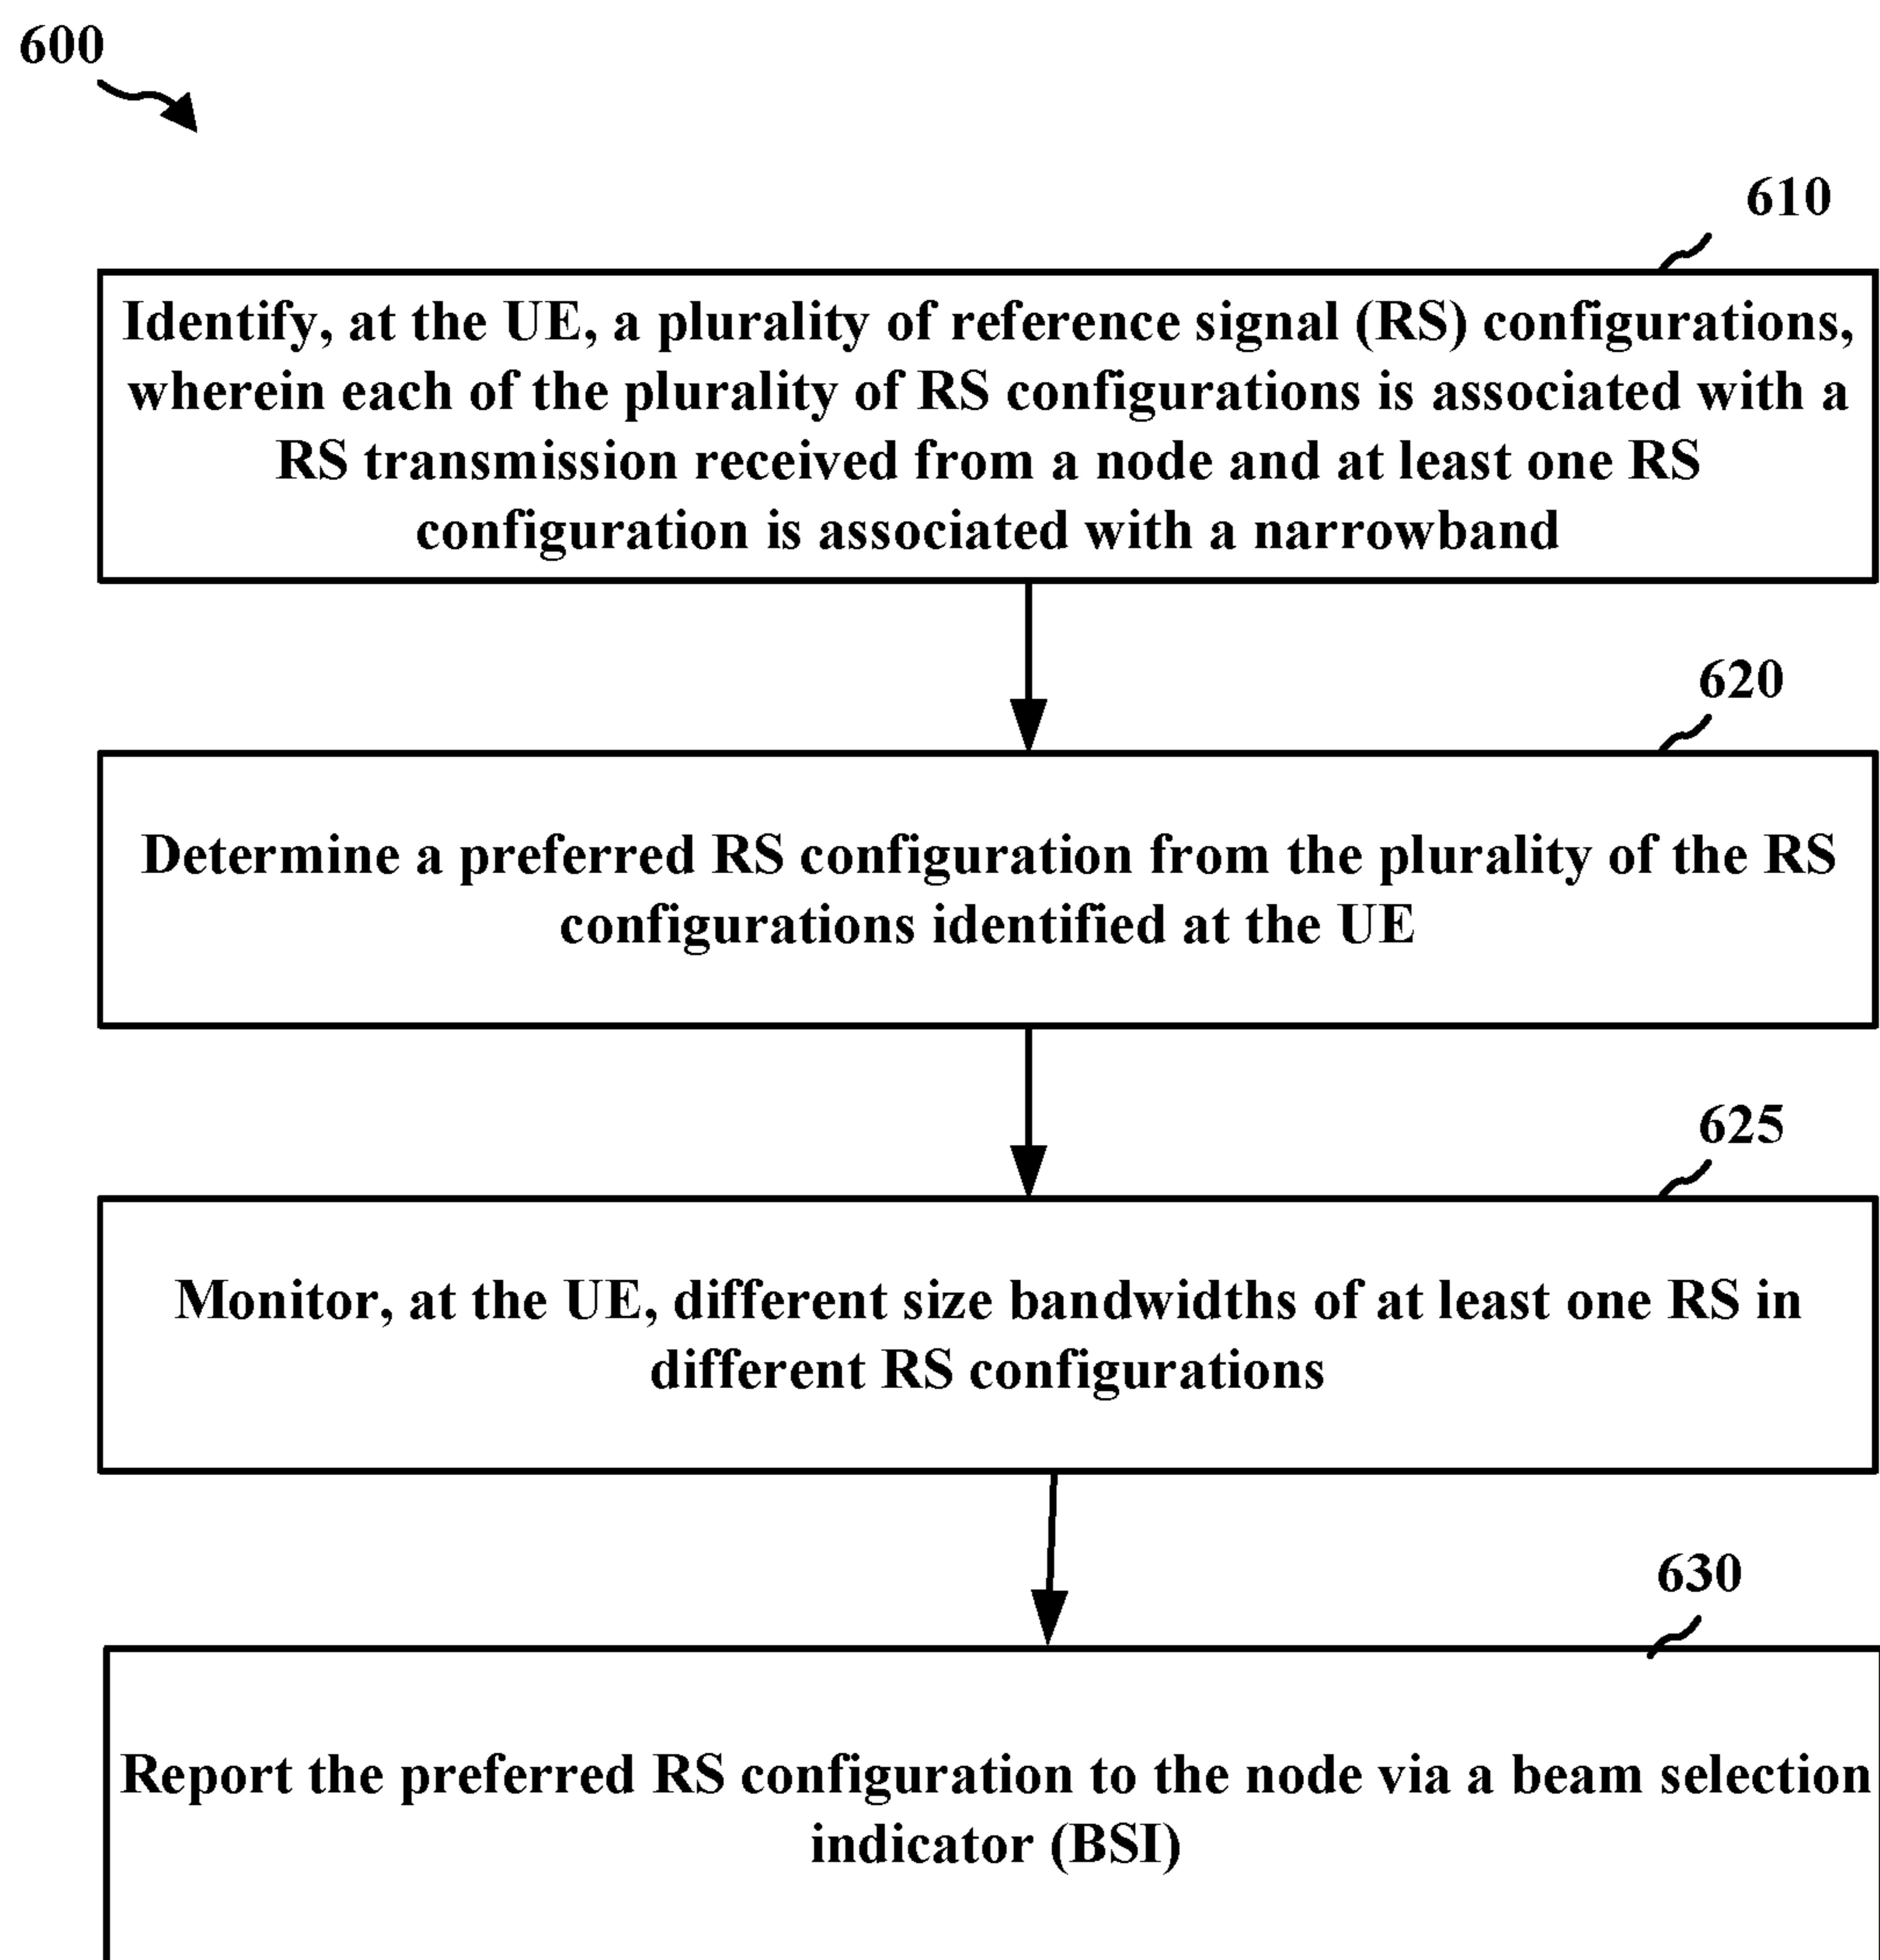 600
610
Identify, at the UE, a plurality of reference signal (RS) configurations,
wherein each of the plurality of RS configurations is associated with a
RS transmission received from a node and at least one RS
configuration is associated with a narrowband
620
Determine a preferred RS configuration from the plurality of the RS
configurations identified at the UE
625
Monitor, at the UE, different size bandwidths of at least one RS in
different RS configurations
630
Report the preferred RS configuration to the node via a beam selection
indicator (BSI)